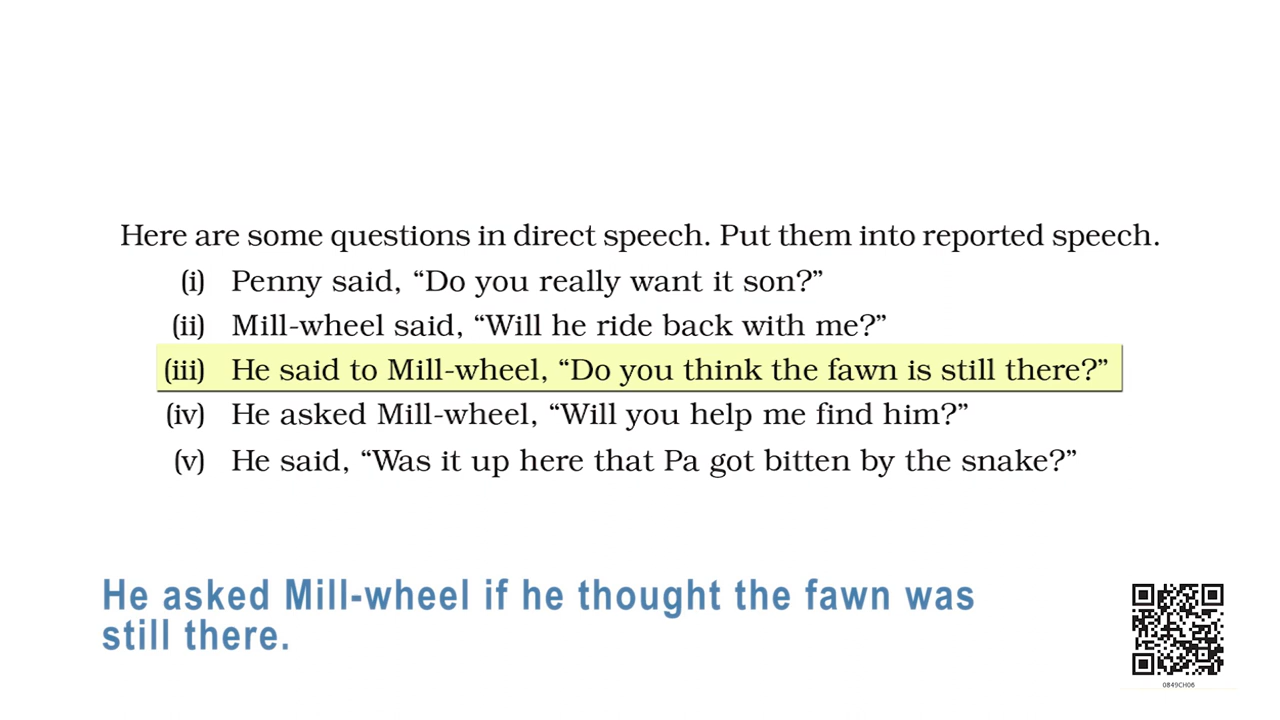 Here are some questions in direct speech. Put them into reported speech.
(i) Penny said, “Do you really want it son?”
(ii) Mill-wheel said, “Will he ride back with me?”
(iii) He said to Mill-wheel, “Do you think the fawn is still there?”
(iv) He asked Mill-wheel, “Will you help me find him?”
(v) He said, “Was it up here that Pa got bitten by the snake?”
He asked Mill-wheel if he thought the fawn was
still there.
0849CH06